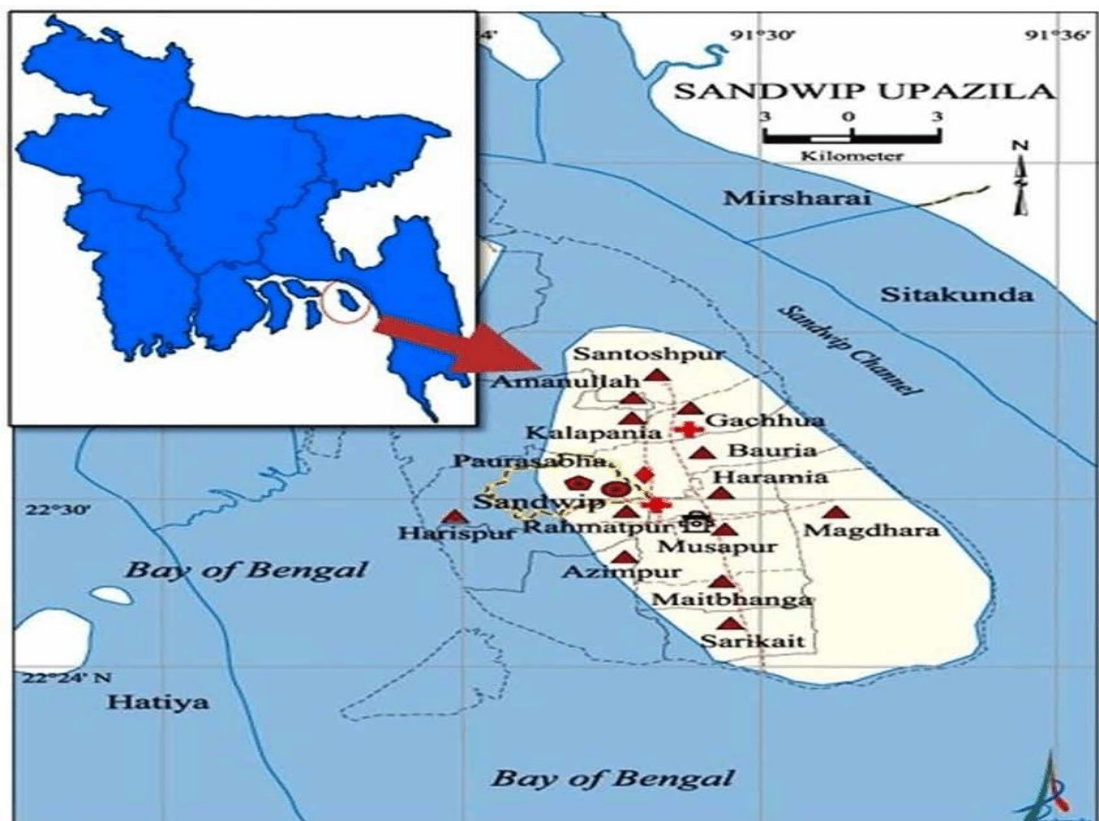 4'
91°30'
91°36'
SANDWIP UPAZILA
3 0 3
Kilometer
N
Mirsharai
Sitakunda
Sandwip Channel
Santoshpur
Amanullah
Gachhua
Kalapania
Bauria
Paurasabha
Haramia
Sandwip
22°30'
Rahmatpur
Magdhara
Harispur
Musapur
Azimpur
Bay of Bengal
Maitbhanga
Sarikait
22°24' N
Hatiya
Bay of Bengal